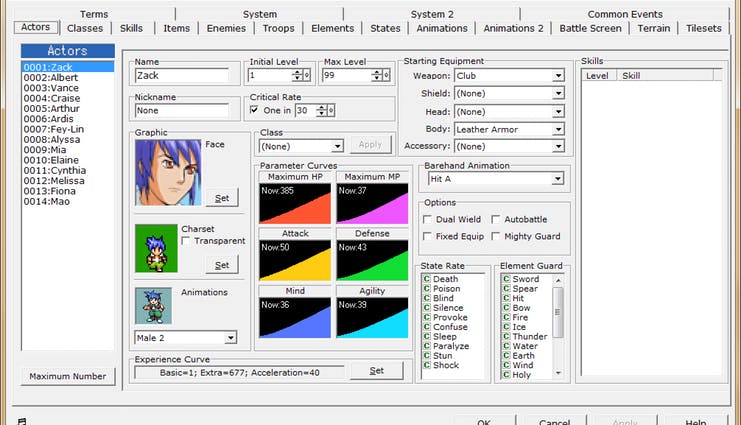 Terms System System 2 Common Events
Actors Classes Skills Items Enemies Troops Elements States Animations Animations 2 Battle Screen Terrain Tilesets
Actors
0001:Zack
0002:Albert
0003:Vance
0004:Craise
0005:Arthur
0006:Ardis
0007:Fey-Lin
0008:Alyssa
0009:Mia
0010:Elaine
0011:Cynthia
0012:Melissa
0013:Fiona
0014:Mao
Maximum Number
Name
Zack
Initial Level
1
Max Level
99
Nickname
None
Critical Rate
One in 30
Graphic
Face
Set
Charset
Transparent
Set
Animations
Male 2
Class
(None)
Apply
Parameter Curves
Maximum HP Maximum MP
Now:385 Now:37
Attack Defense
Now:50 Now:43
Mind Agility
Now:36 Now:39
Experience Curve
Basic=1; Extra=677; Acceleration=40
Set
Starting Equipment
Weapon: Club
Shield: (None)
Head: (None)
Body: Leather Armor
Accessory: (None)
Barehand Animation
Hit A
Options
Dual Wield Autobattle
Fixed Equip Mighty Guard
State Rate
C Death
C Poison
C Blind
C Silence
C Provoke
C Confuse
C Sleep
C Paralyze
C Stun
C Shock
Element Guard
C Sword
C Spear
C Hit
C Bow
C Fire
C Ice
C Thunder
C Water
C Earth
C Wind
C Holy
Skills
Level Skill
OK Cancel Apply Help